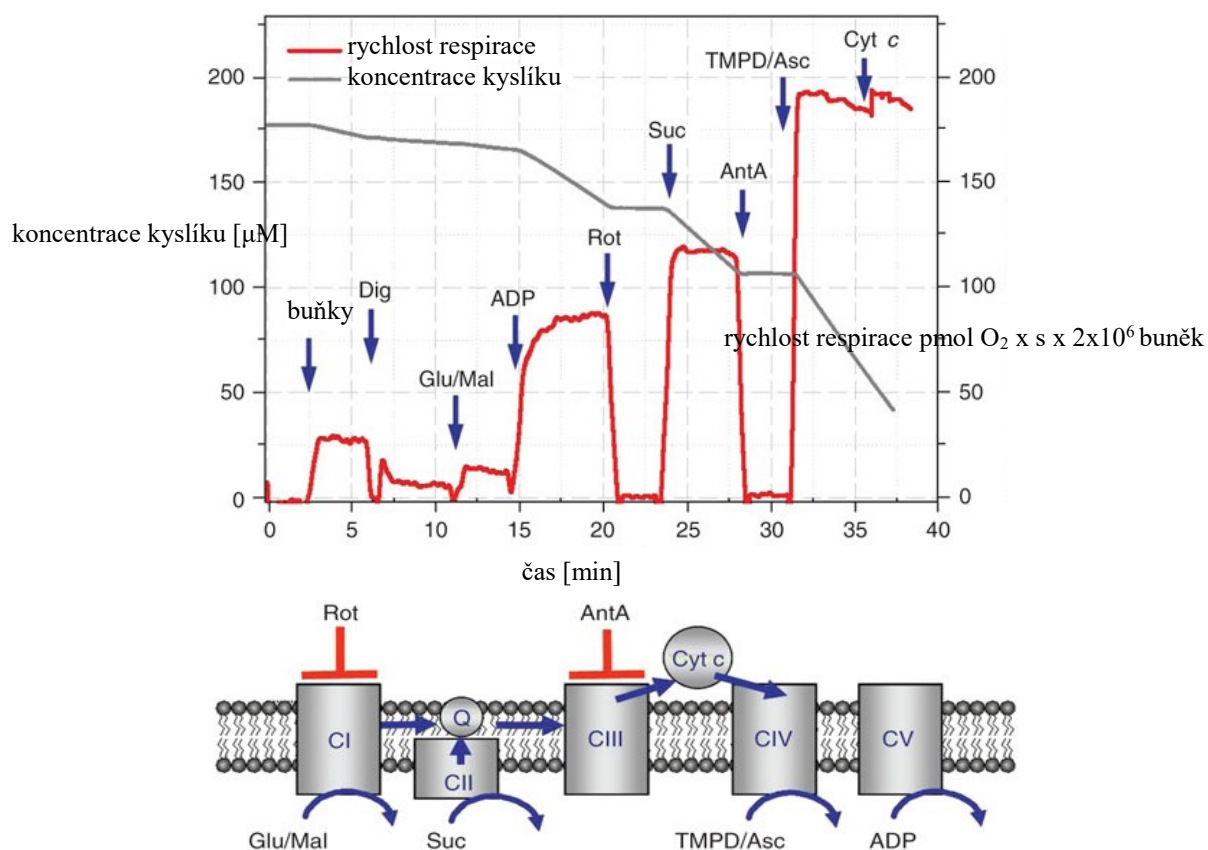 rychlost respirace
koncentrace kyslíku
Cyt c
TMPD/Asc
200
200
Suc
150
150
AntA
koncentrace kyslíku [μM]
Rot
Dig
ADP
100
100
buňky
rychlost respirace pmol O₂ x s x 2x10⁶ buněk
Glu/Mal
50
50
0
0
0 5 10 15 20 25 30 35 40
čas [min]
Rot AntA
Cyt c
Q
CI CIII CIV CV
CII
Glu/Mal Suc TMPD/Asc ADP